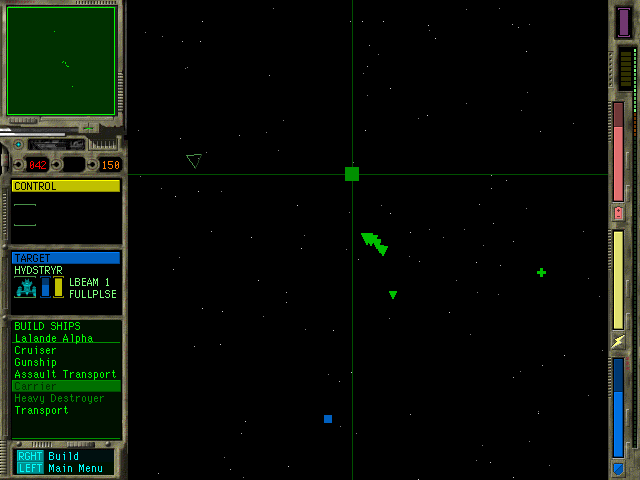 042 150
CONTROL
TARGET
HVDSTRYR
LBEAM 1
FULLPLSE
BUILD SHIPS
Lalande Alpha
Cruiser
Gunship
Assault Transport
Carrier
Heavy Destroyer
Transport
RGHT Build
LEFT Main Menu